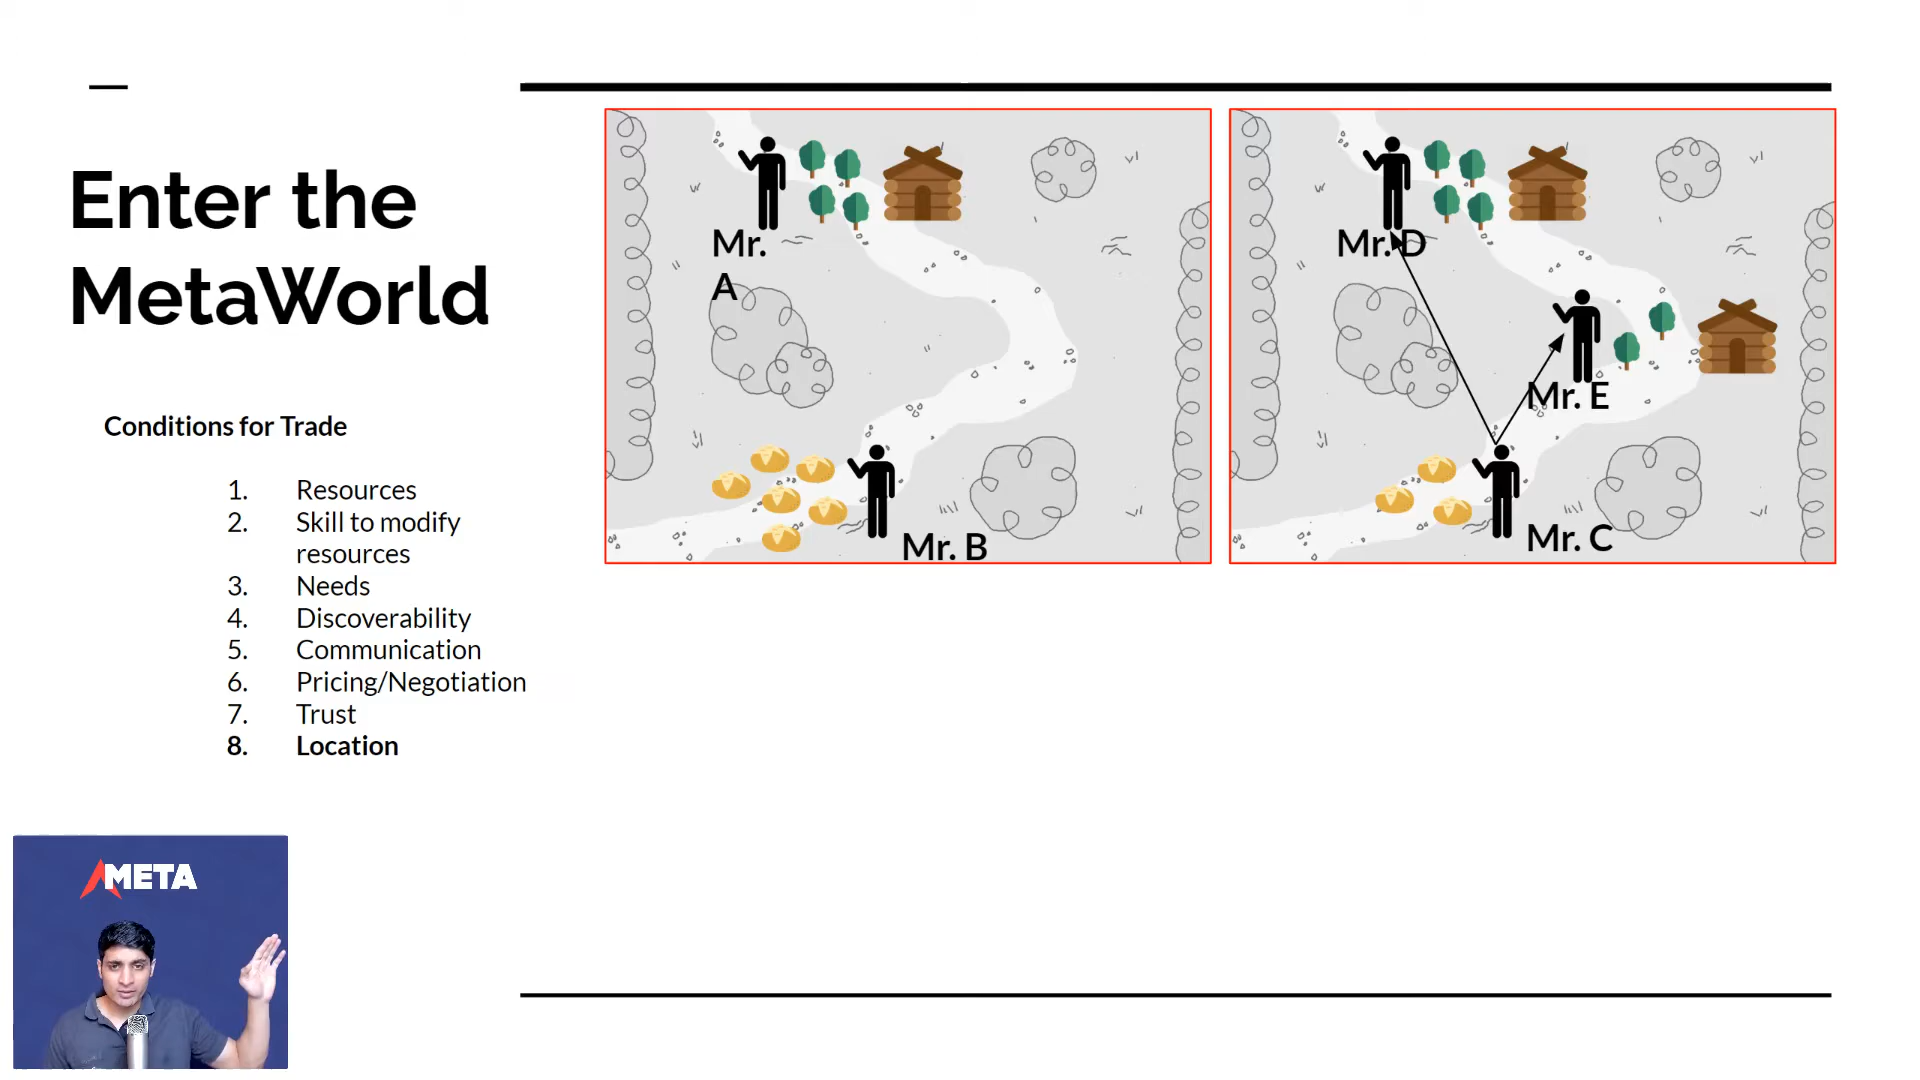 Enter the
MetaWorld
Conditions for Trade
1. Resources
2. Skill to modify
resources
3. Needs
4. Discoverability
5. Communication
6. Pricing/Negotiation
7. Trust
8. Location
Mr.
A
Mr. B
Mr. D
Mr. E
Mr. C
META